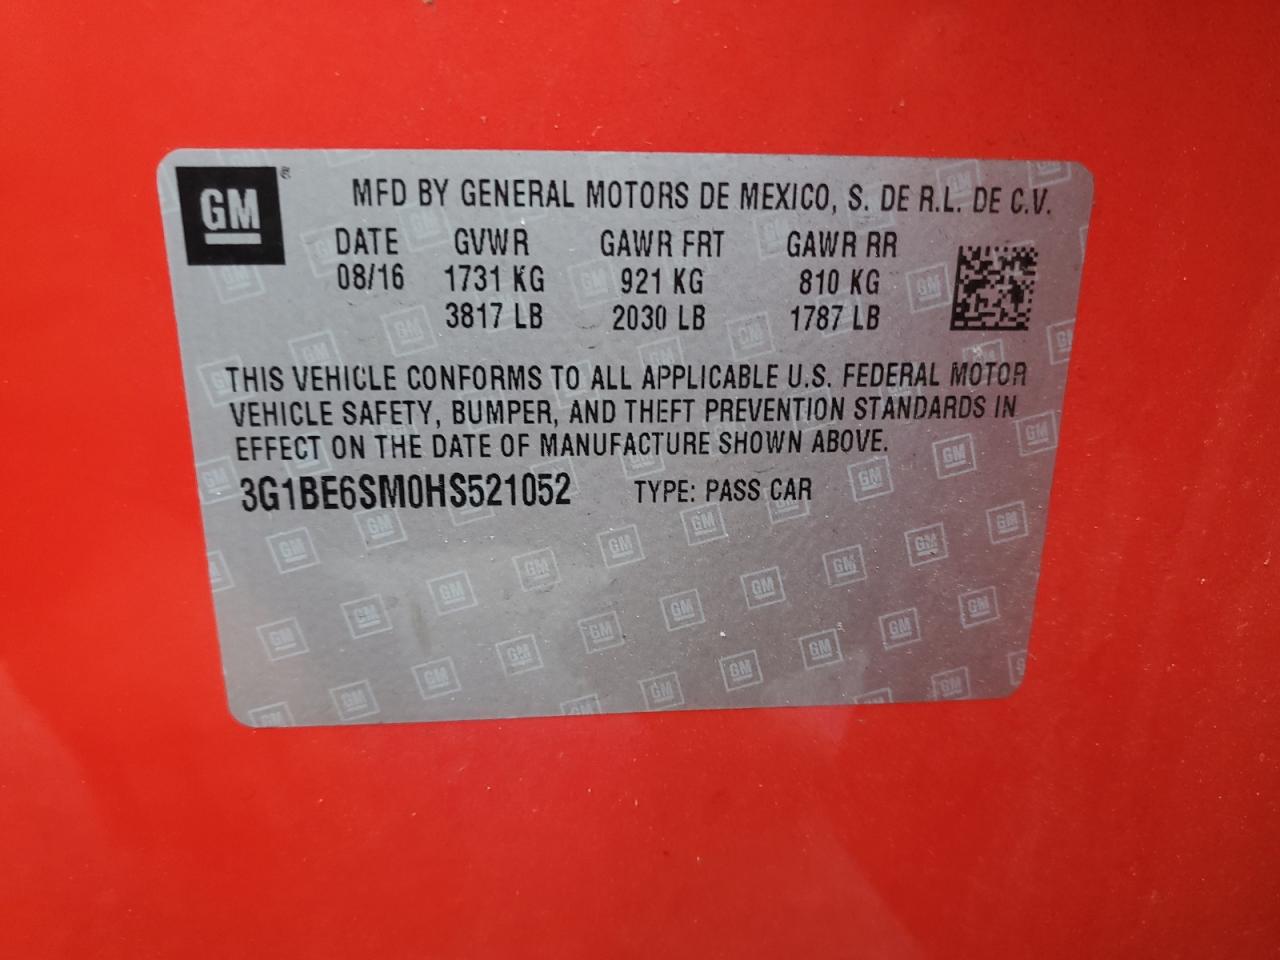 GM
MFD BY GENERAL MOTORS DE MEXICO, S. DE R.L. DE C.V.
DATE GVWR GAWR FRT GAWR RR
08/16 1731 KG 921 KG 810 KG
3817 LB 2030 LB 1787 LB
THIS VEHICLE CONFORMS TO ALL APPLICABLE U.S. FEDERAL MOTOR
VEHICLE SAFETY, BUMPER, AND THEFT PREVENTION STANDARDS IN
EFFECT ON THE DATE OF MANUFACTURE SHOWN ABOVE.
3G1BE6SM0HS521052 TYPE: PASS CAR